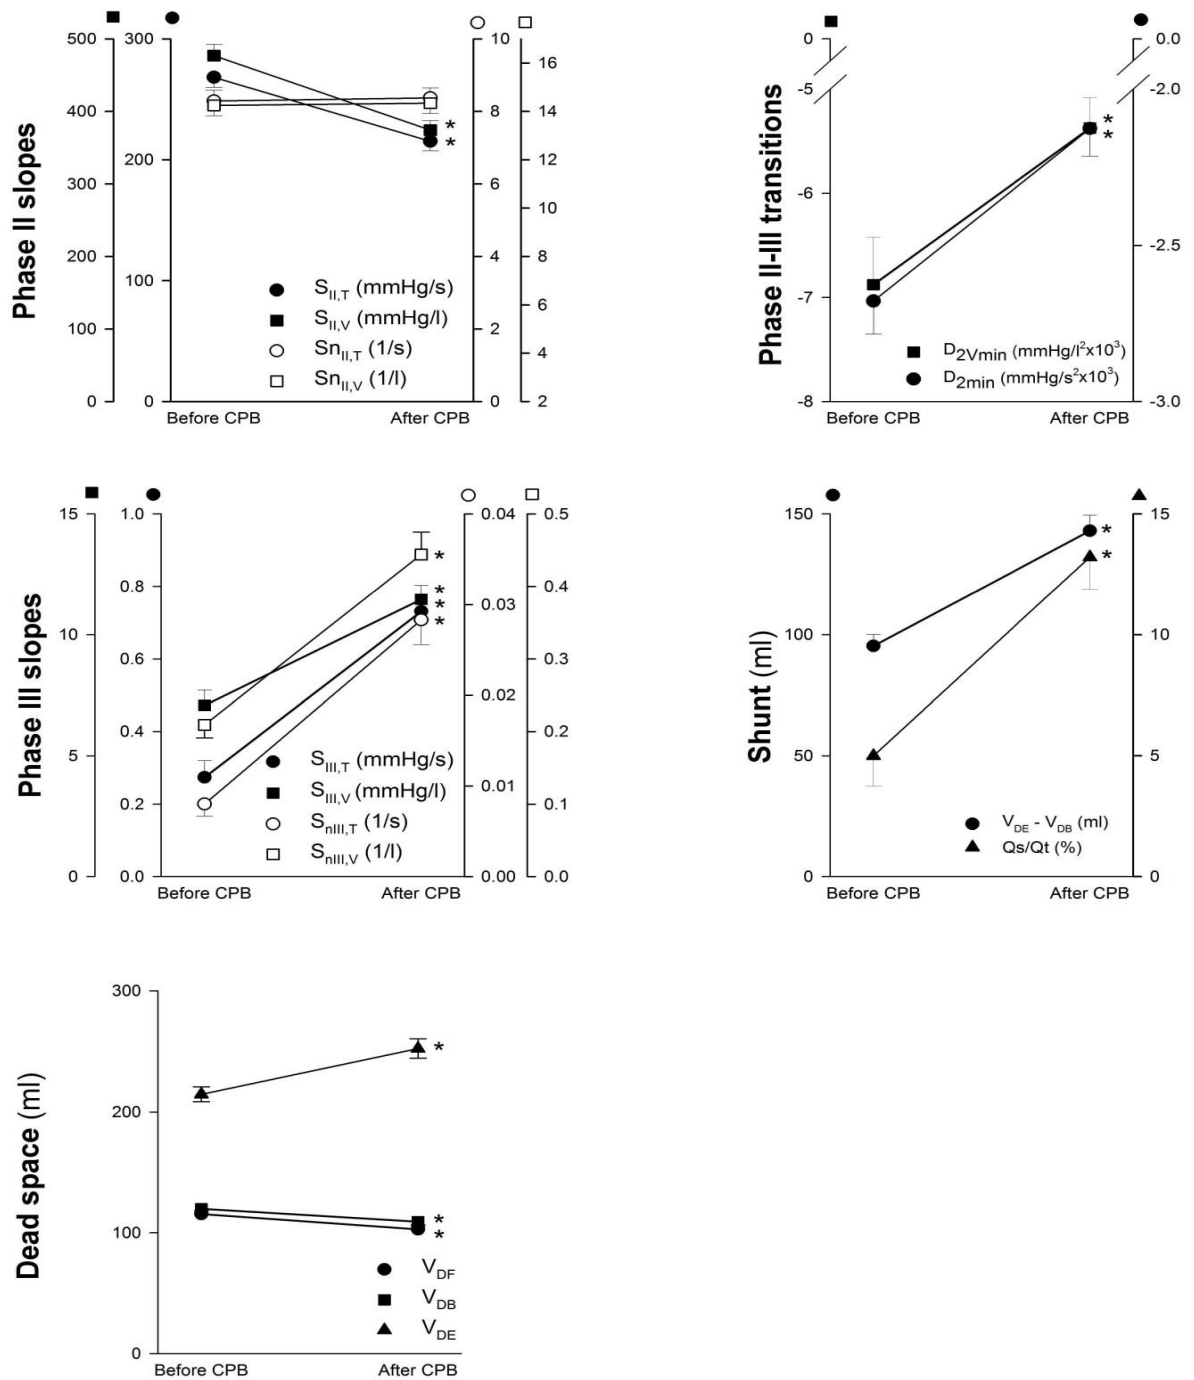 Phase II slopes
500
400
300
200
100
0
300
200
100
0
10
8
6
4
2
0
16
14
12
10
8
6
4
2
*
*
S_II,T (mmHg/s)
S_II,V (mmHg/l)
Sn_II,T (1/s)
Sn_II,V (1/l)
Before CPB
After CPB
Phase II-III transitions
0
-5
-6
-7
-8
0.0
-2.0
-2.5
-3.0
*
*
D_2Vmin (mmHg/l²x10³)
D_2min (mmHg/s²x10³)
Before CPB
After CPB
Phase III slopes
15
10
5
0
1.0
0.8
0.6
0.4
0.2
0.0
0.04
0.03
0.02
0.01
0.00
0.5
0.4
0.3
0.2
0.1
0.0
*
*
*
*
S_III,T (mmHg/s)
S_III,V (mmHg/l)
S_nIII,T (1/s)
S_nIII,V (1/l)
Before CPB
After CPB
Shunt (ml)
150
100
50
0
15
10
5
0
*
*
V_DE - V_DB (ml)
Qs/Qt (%)
Before CPB
After CPB
Dead space (ml)
300
200
100
0
*
*
*
V_DF
V_DB
V_DE
Before CPB
After CPB